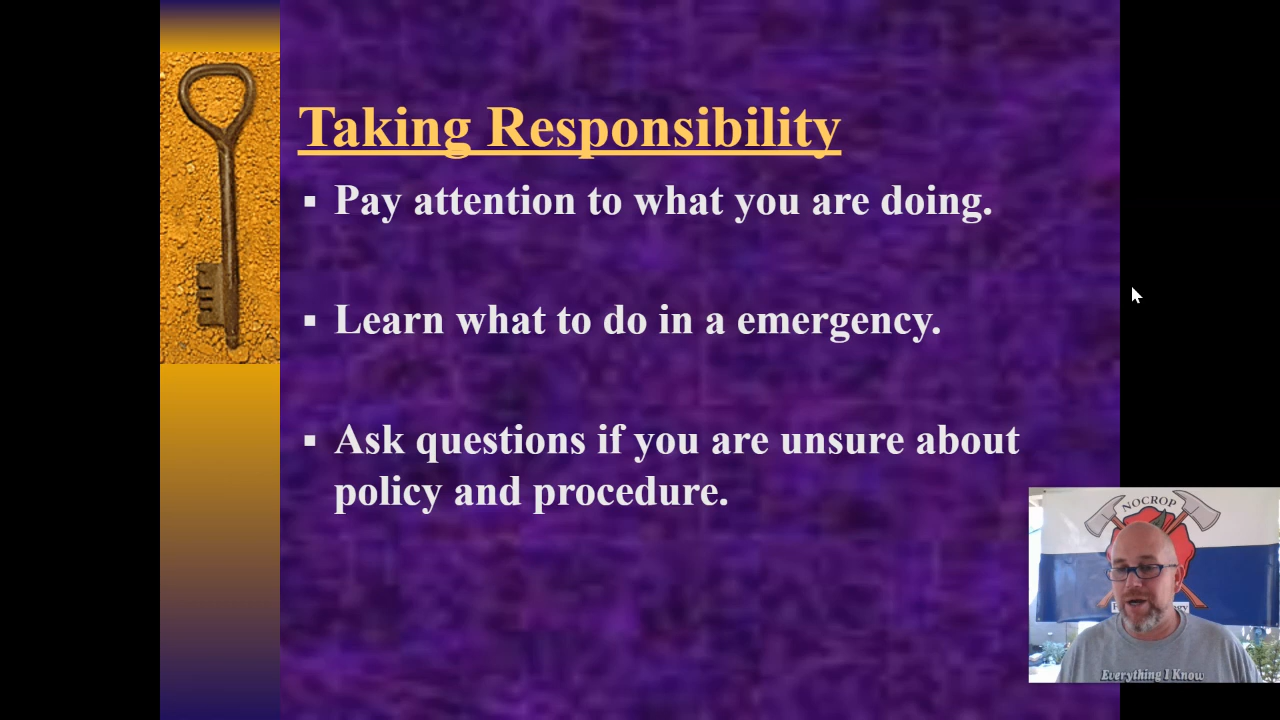 Taking Responsibility
▪ Pay attention to what you are doing.
▪ Learn what to do in a emergency.
▪ Ask questions if you are unsure about
policy and procedure.
NOCROP
Everything I Know